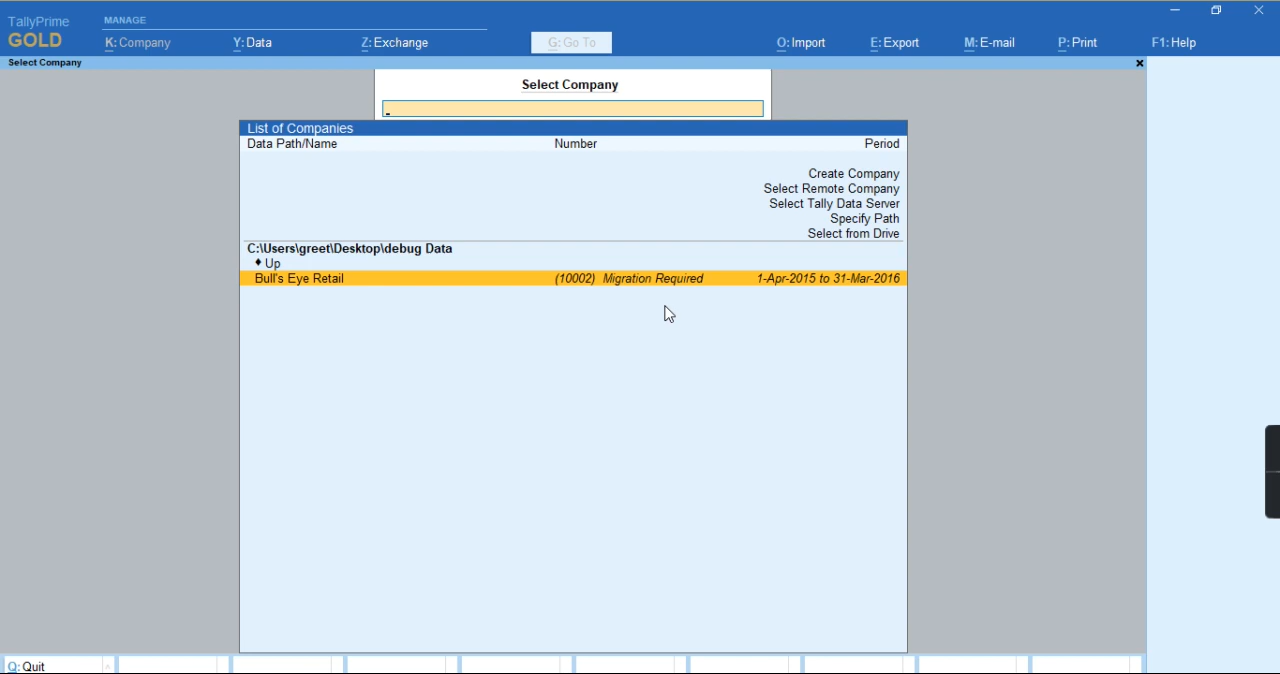 TallyPrime
GOLD
MANAGE
K: Company
Y: Data
Z: Exchange
G: Go To
O: Import
E: Export
M: E-mail
P: Print
F1: Help
Select Company
Select Company
List of Companies
Data Path/Name Number Period
Create Company
Select Remote Company
Select Tally Data Server
Specify Path
Select from Drive
C:\Users\greet\Desktop\debug Data
♦ Up
Bull's Eye Retail (10002) Migration Required 1-Apr-2015 to 31-Mar-2016
Q: Quit